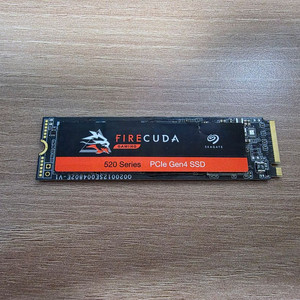 FIRECUDA
GAMING
SEAGATE
520 Series
PCIe Gen4 SSD